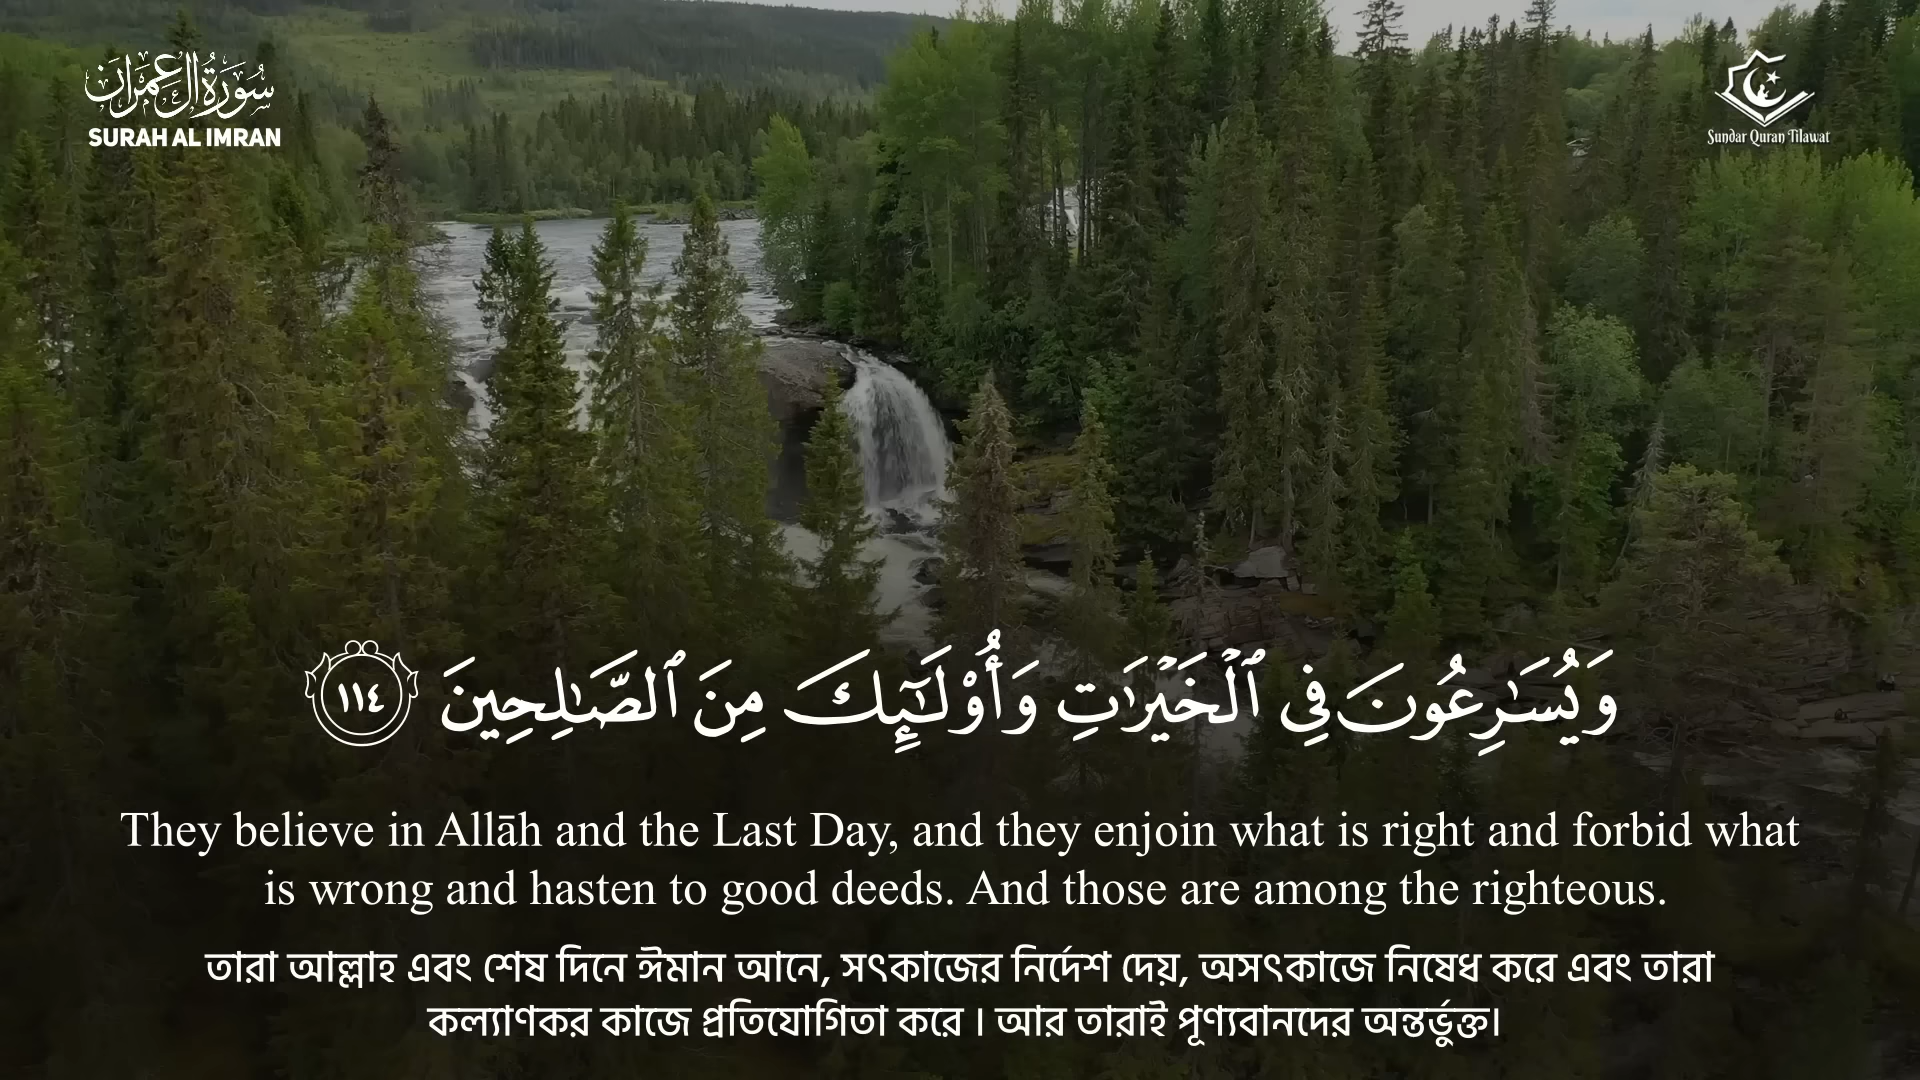 سُورَةُ اٰلِ عِمْرَان
SURAH AL IMRAN
Sundar Quran Tilawat
وَيُسَـٰرِعُونَ فِى ٱلْخَيْرَٰتِ وَأُو۟لَـٰٓئِكَ مِنَ ٱلصَّـٰلِحِينَ ١١٤
They believe in Allāh and the Last Day, and they enjoin what is right and forbid what
is wrong and hasten to good deeds. And those are among the righteous.
তারা আল্লাহ এবং শেষ দিনে ঈমান আনে, সৎকাজের নির্দেশ দেয়, অসৎকাজে নিষেধ করে এবং তারা
কল্যাণকর কাজে প্রতিযোগিতা করে । আর তারাই পূণ্যবানদের অন্তর্ভুক্ত।